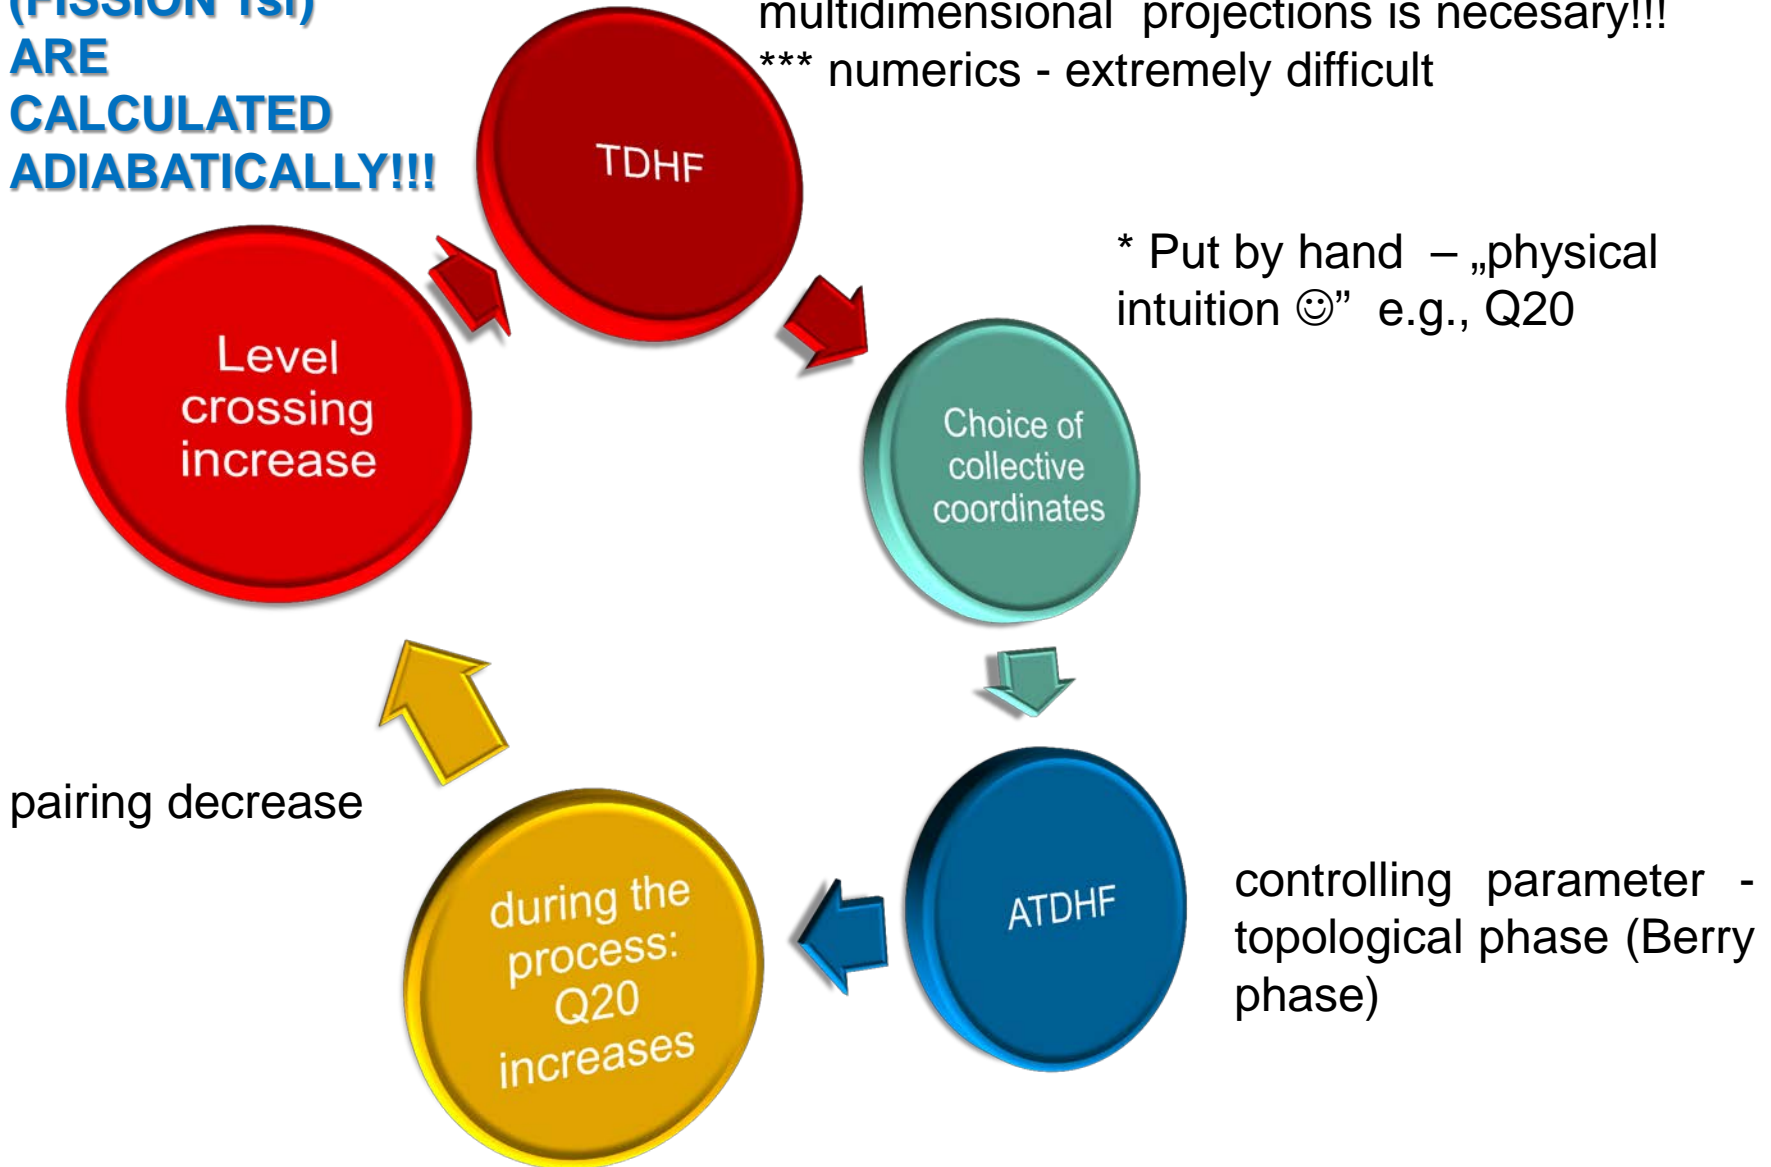 (FISSION Tsf)
ARE
CALCULATED
ADIABATICALLY!!!
multidimensional projections is necesary!!!
*** numerics - extremely difficult
TDHF
* Put by hand – „physical
intuition ☺” e.g., Q20
Level
crossing
increase
Choice of
collective
coordinates
pairing decrease
during the
process:
Q20
increases
ATDHF
controlling parameter -
topological phase (Berry
phase)